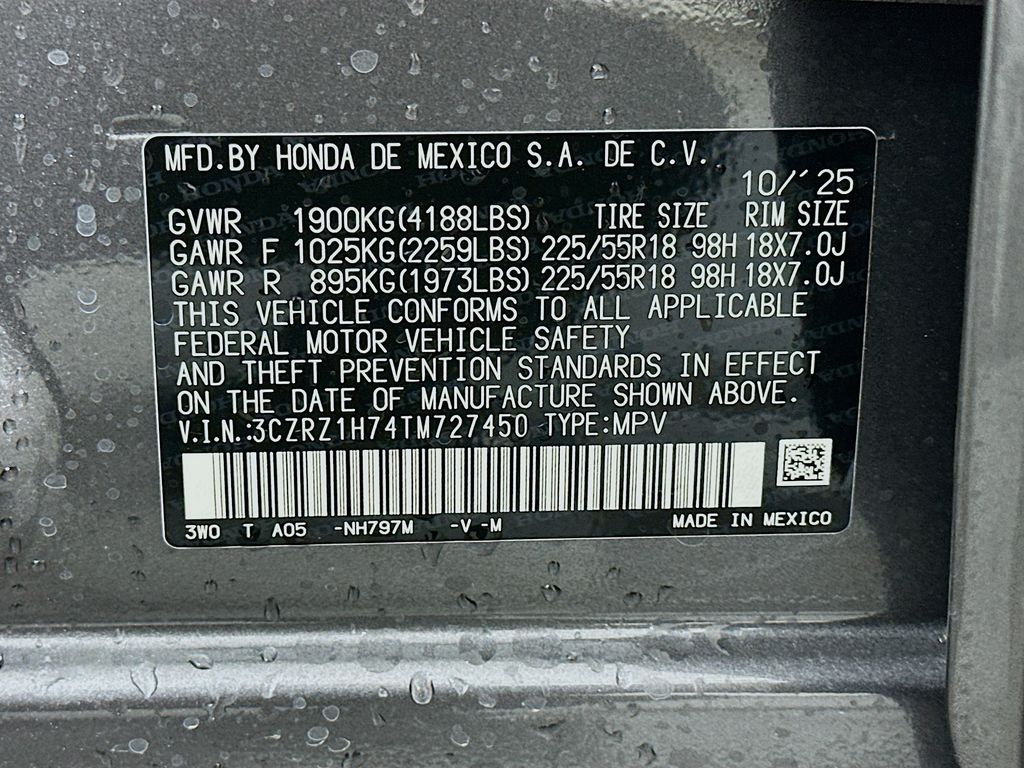 MFD.BY HONDA DE MEXICO S.A. DE C.V.
10/'25
GVWR 1900KG(4188LBS) TIRE SIZE RIM SIZE
GAWR F 1025KG(2259LBS) 225/55R18 98H 18X7.0J
GAWR R 895KG(1973LBS) 225/55R18 98H 18X7.0J
THIS VEHICLE CONFORMS TO ALL APPLICABLE
FEDERAL MOTOR VEHICLE SAFETY
AND THEFT PREVENTION STANDARDS IN EFFECT
ON THE DATE OF MANUFACTURE SHOWN ABOVE.
V.I.N.:3CZRZ1H74TM727450 TYPE:MPV
3W0 T A05 -NH797M -V -M MADE IN MEXICO